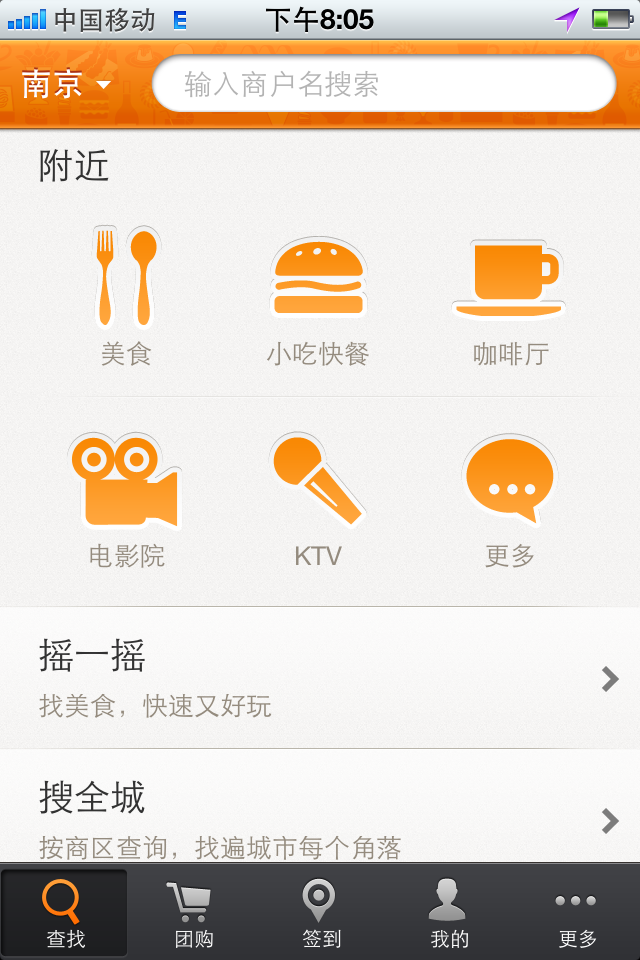 中国移动 E 下午8:05
南京 输入商户名搜索
附近
美食 小吃快餐 咖啡厅
电影院 KTV 更多
摇一摇
找美食，快速又好玩
搜全城
按商区查询，找遍城市每个角落
查找 团购 签到 我的 更多